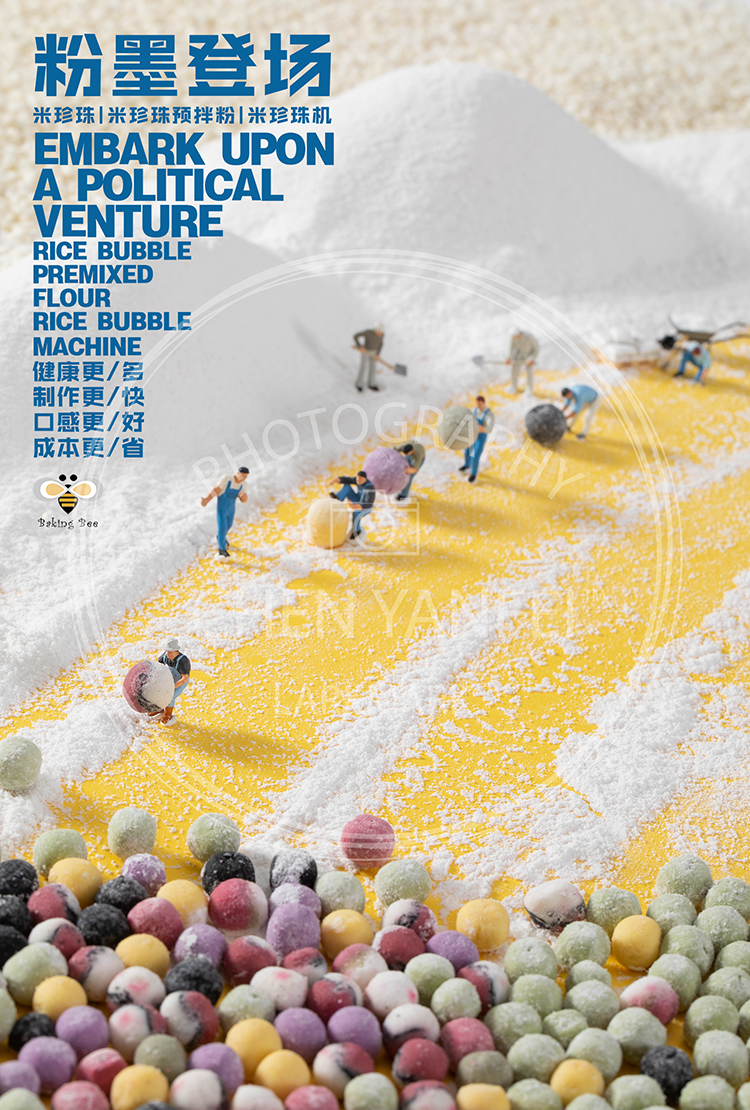 粉墨登场
米珍珠|米珍珠预拌粉|米珍珠机
EMBARK UPON
A POLITICAL
VENTURE
RICE BUBBLE
PREMIXED
FLOUR
RICE BUBBLE
MACHINE
健康更/多
制作更/快
口感更/好
成本更/省
Baking Bee
PHOTOGRAPHY